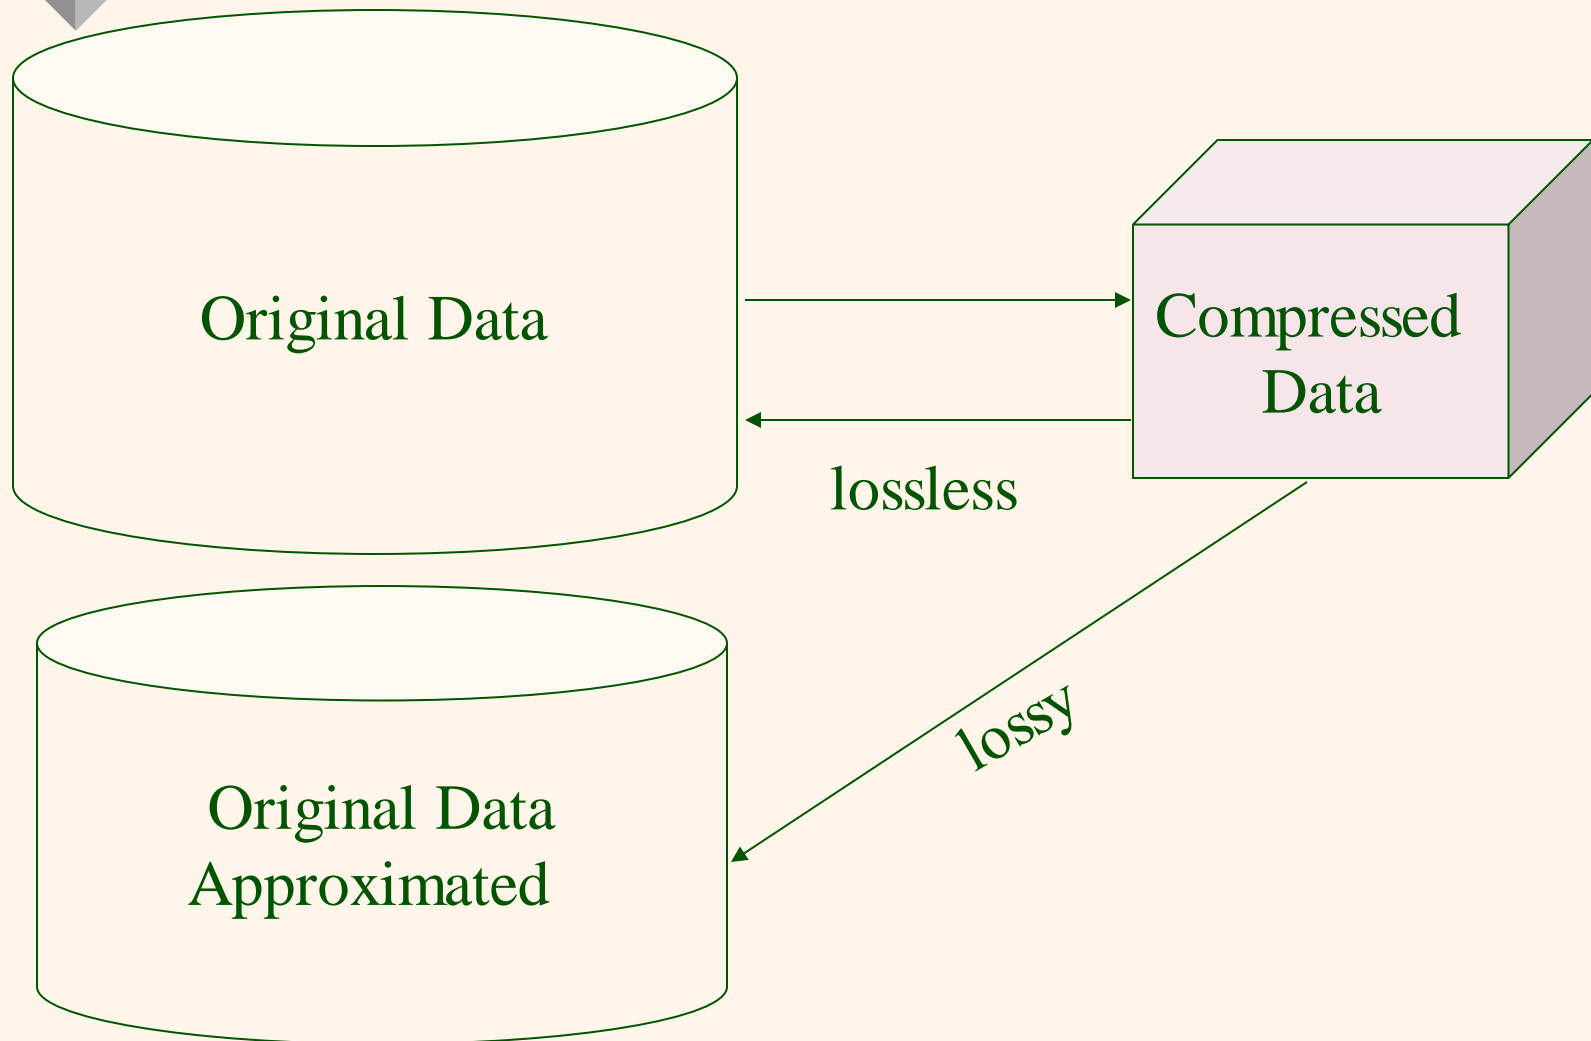 Original Data
Compressed
Data
lossless
lossy
Original Data
Approximated